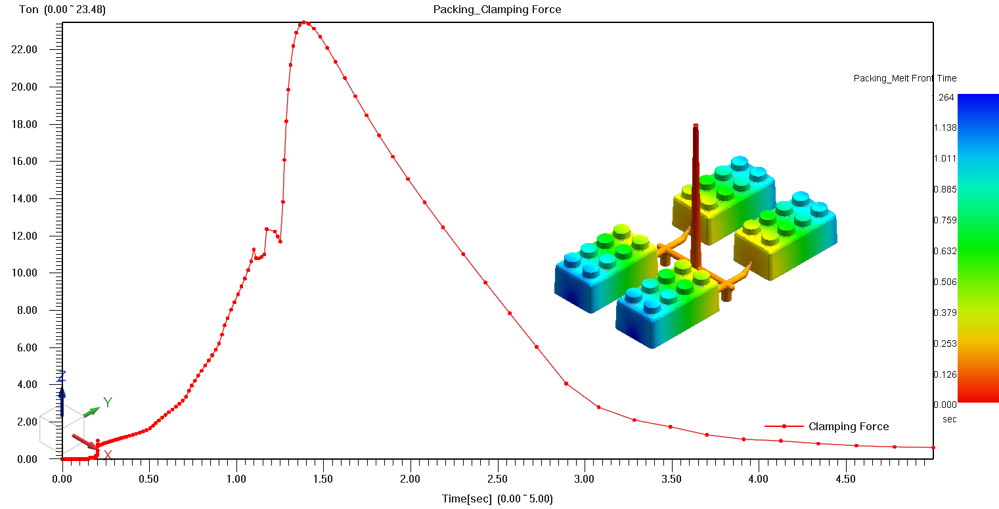 Ton (0.00~23.48)
Packing_Clamping Force
22.00
20.00
18.00
16.00
14.00
12.00
10.00
8.00
6.00
4.00
2.00
0.00
0.00 0.50 1.00 1.50 2.00 2.50 3.00 3.50 4.00 4.50
Time[sec] (0.00~5.00)
Z
Y
X
Clamping Force
Packing_Melt Front Time
.264
1.138
1.011
0.885
0.759
0.632
0.506
0.379
0.253
0.126
0.000
sec